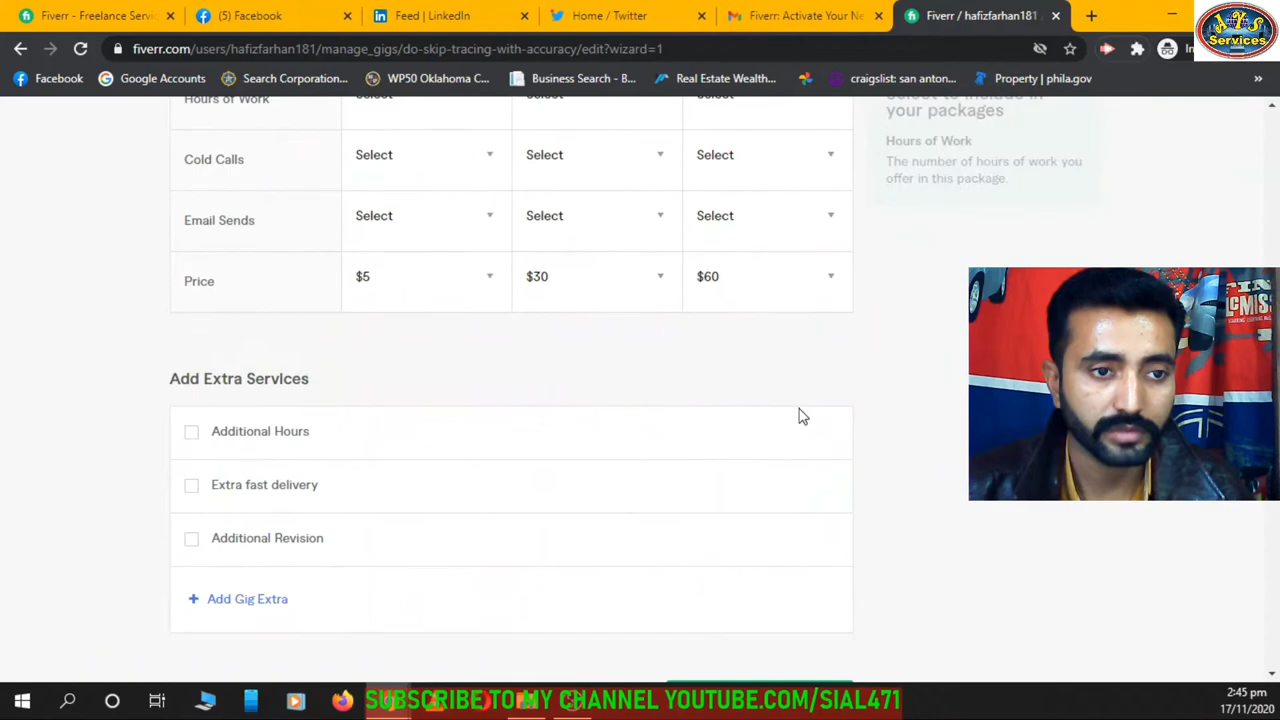 Fiverr - Freelance Servi
(5) Facebook
Feed | LinkedIn
Home / Twitter
Fiverr: Activate Your Ne
Fiverr / hafizfarhan181
AYS
Services
fiverr.com/users/hafizfarhan181/manage_gigs/do-skip-tracing-with-accuracy/edit?wizard=1
In
Facebook
Google Accounts
Search Corporation...
WP50 Oklahoma C...
Business Search - B...
Real Estate Wealth...
craigslist: san anton...
Property | phila.gov
»
Hours of Work
Select
Select
Select
your packages
Hours of Work
The number of hours of work you
offer in this package.
Cold Calls
Select
Select
Select
Email Sends
Select
Select
Select
Price
$5
$30
$60
Add Extra Services
Additional Hours
Extra fast delivery
Additional Revision
+ Add Gig Extra
SUBSCRIBE TO MY CHANNEL YOUTUBE.COM/SIAL471
2:45 pm
17/11/2020